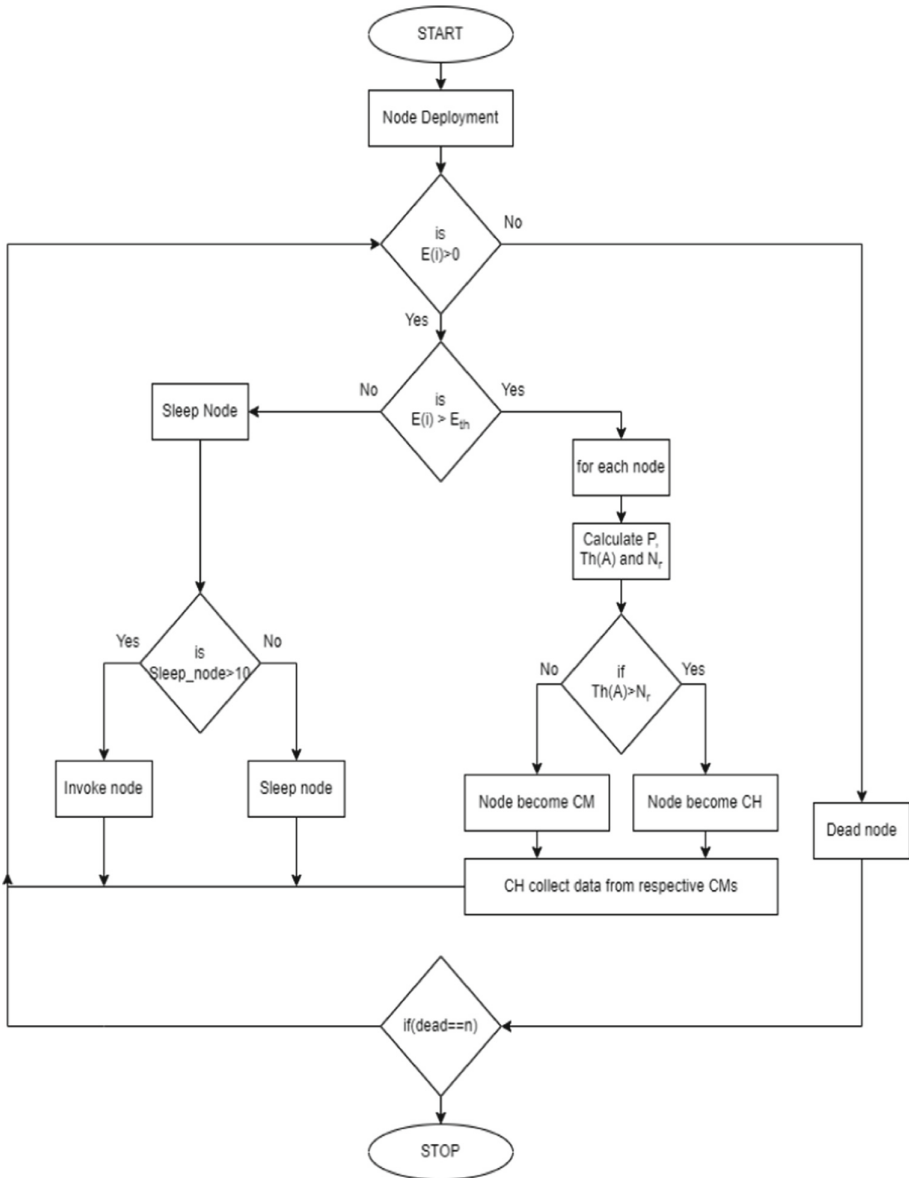 START
Node Deployment
No
is
E(i)>0
Yes
No
is
E(i) > Eth
Yes
Sleep Node
for each node
Calculate P,
Th(A) and Nr
Yes
is
Sleep_node>10
No
No
if
Th(A)>Nr
Yes
Invoke node
Sleep node
Node become CM
Node become CH
Dead node
CH collect data from respective CMs
if(dead==n)
STOP